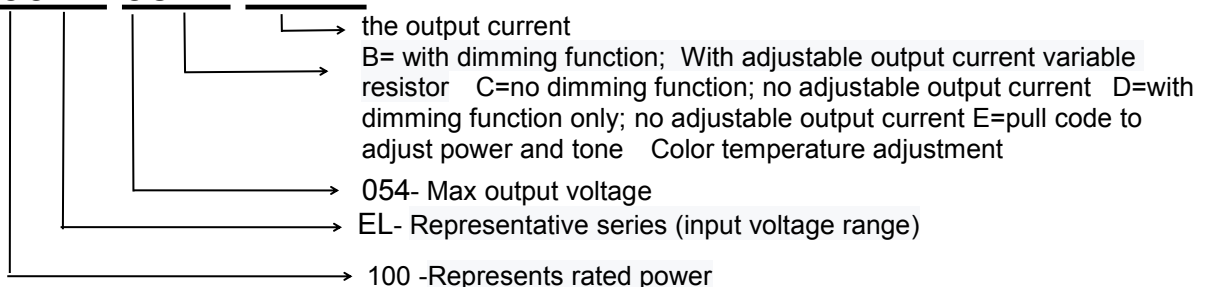 the output current
B= with dimming function; With adjustable output current variable
resistor C=no dimming function; no adjustable output current D=with
dimming function only; no adjustable output current E=pull code to
adjust power and tone Color temperature adjustment
054- Max output voltage
EL- Representative series (input voltage range)
100 -Represents rated power